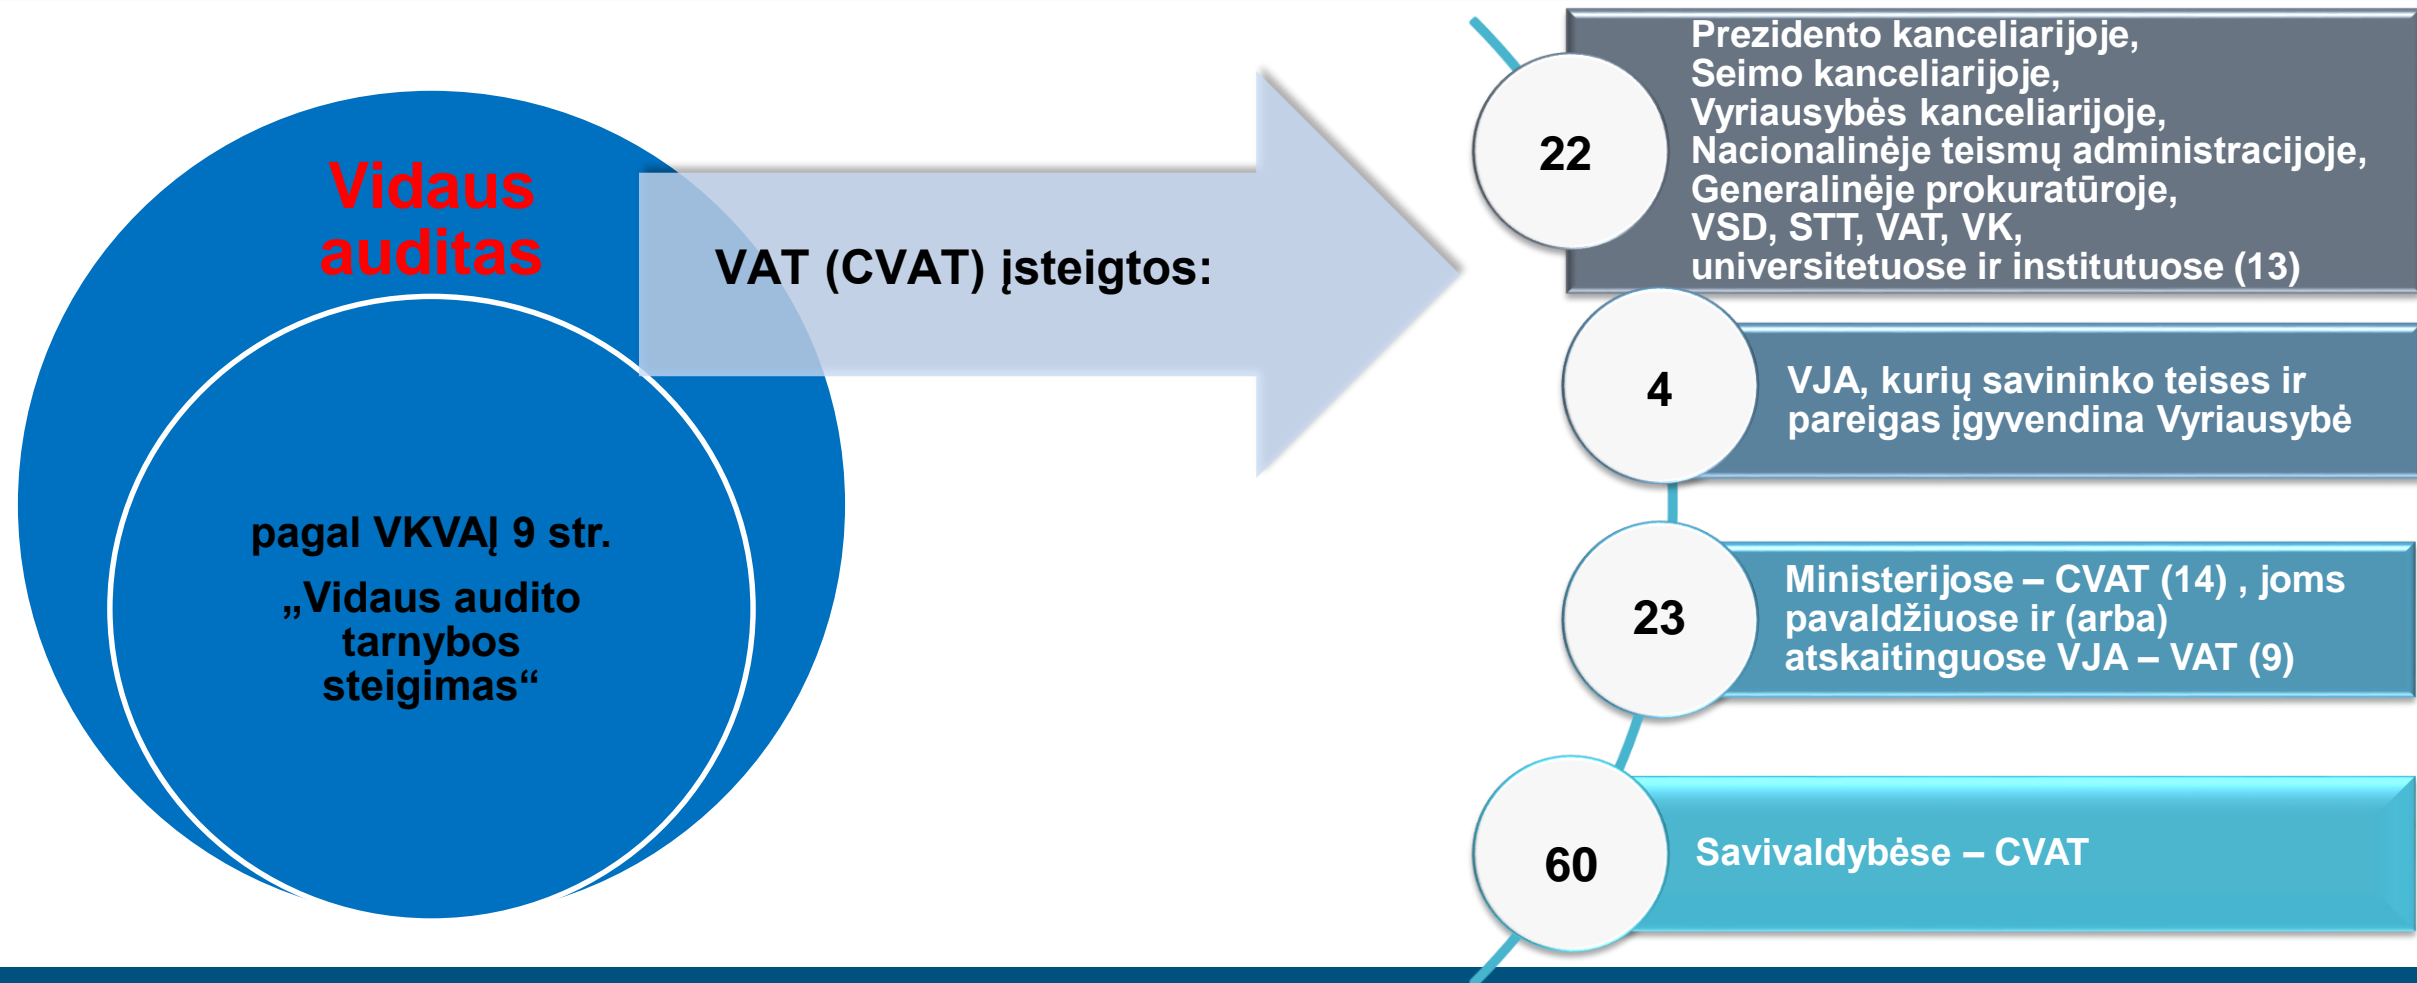 Vidaus
auditas
pagal VKVAĮ 9 str.
„Vidaus audito
tarnybos
steigimas“
VAT (CVAT) įsteigtos:
22
Prezidento kanceliarijoje,
Seimo kanceliarijoje,
Vyriausybės kanceliarijoje,
Nacionalinėje teismų administracijoje,
Generalinėje prokuratūroje,
VSD, STT, VAT, VK,
universitetuose ir institutuose (13)
4
VJA, kurių savininko teises ir
pareigas įgyvendina Vyriausybė
23
Ministerijose – CVAT (14) , joms
pavaldžiuose ir (arba)
atskaitinguose VJA – VAT (9)
60
Savivaldybėse – CVAT